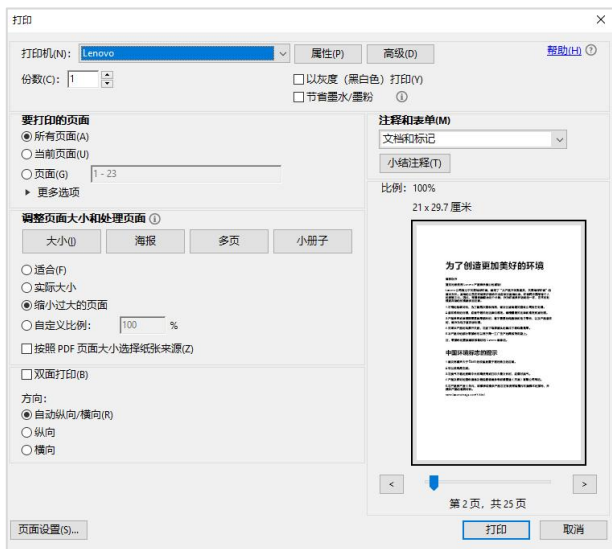 打印
打印机(N): Lenovo 属性(P) 高级(D) 帮助(H)
份数(C): 1 以灰度（黑白色）打印(Y)
节省墨水/墨粉
要打印的页面
所有页面(A)
当前页面(U)
页面(G) 1 - 23
更多选项
注释和表单(M)
文档和标记
小结注释(T)
调整页面大小和处理页面
大小(I) 海报 多页 小册子
适合(F)
实际大小
缩小过大的页面
自定义比例: 100 %
按照 PDF 页面大小选择纸张来源(Z)
双面打印(B)
方向:
自动纵向/横向(R)
纵向
横向
比例: 100%
21 x 29.7 厘米
为了创造更加美好的环境
中国环境标志的提示
< >
第 2 页, 共 25 页
页面设置(S)... 打印 取消